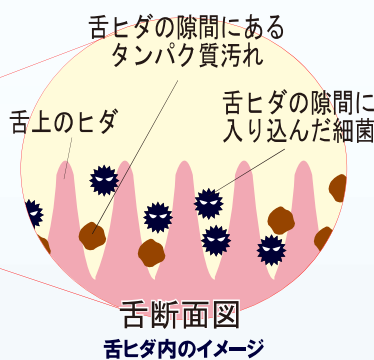 舌ヒダの隙間にある
タンパク質汚れ
舌上のヒダ
舌ヒダの隙間に
入り込んだ細菌
舌断面図
舌ヒダ内のイメージ